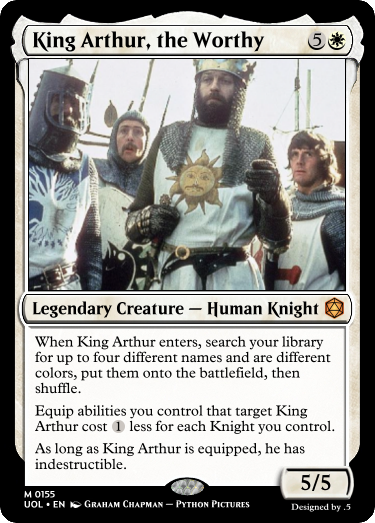 King Arthur, the Worthy 5
Legendary Creature — Human Knight
When King Arthur enters, search your library
for up to four different names and are different
colors, put them onto the battlefield, then
shuffle.
Equip abilities you control that target King
Arthur cost 1 less for each Knight you control.
As long as King Arthur is equipped, he has
indestructible.
5/5
M 0155
UOL • EN Graham Chapman — Python Pictures
Designed by .5